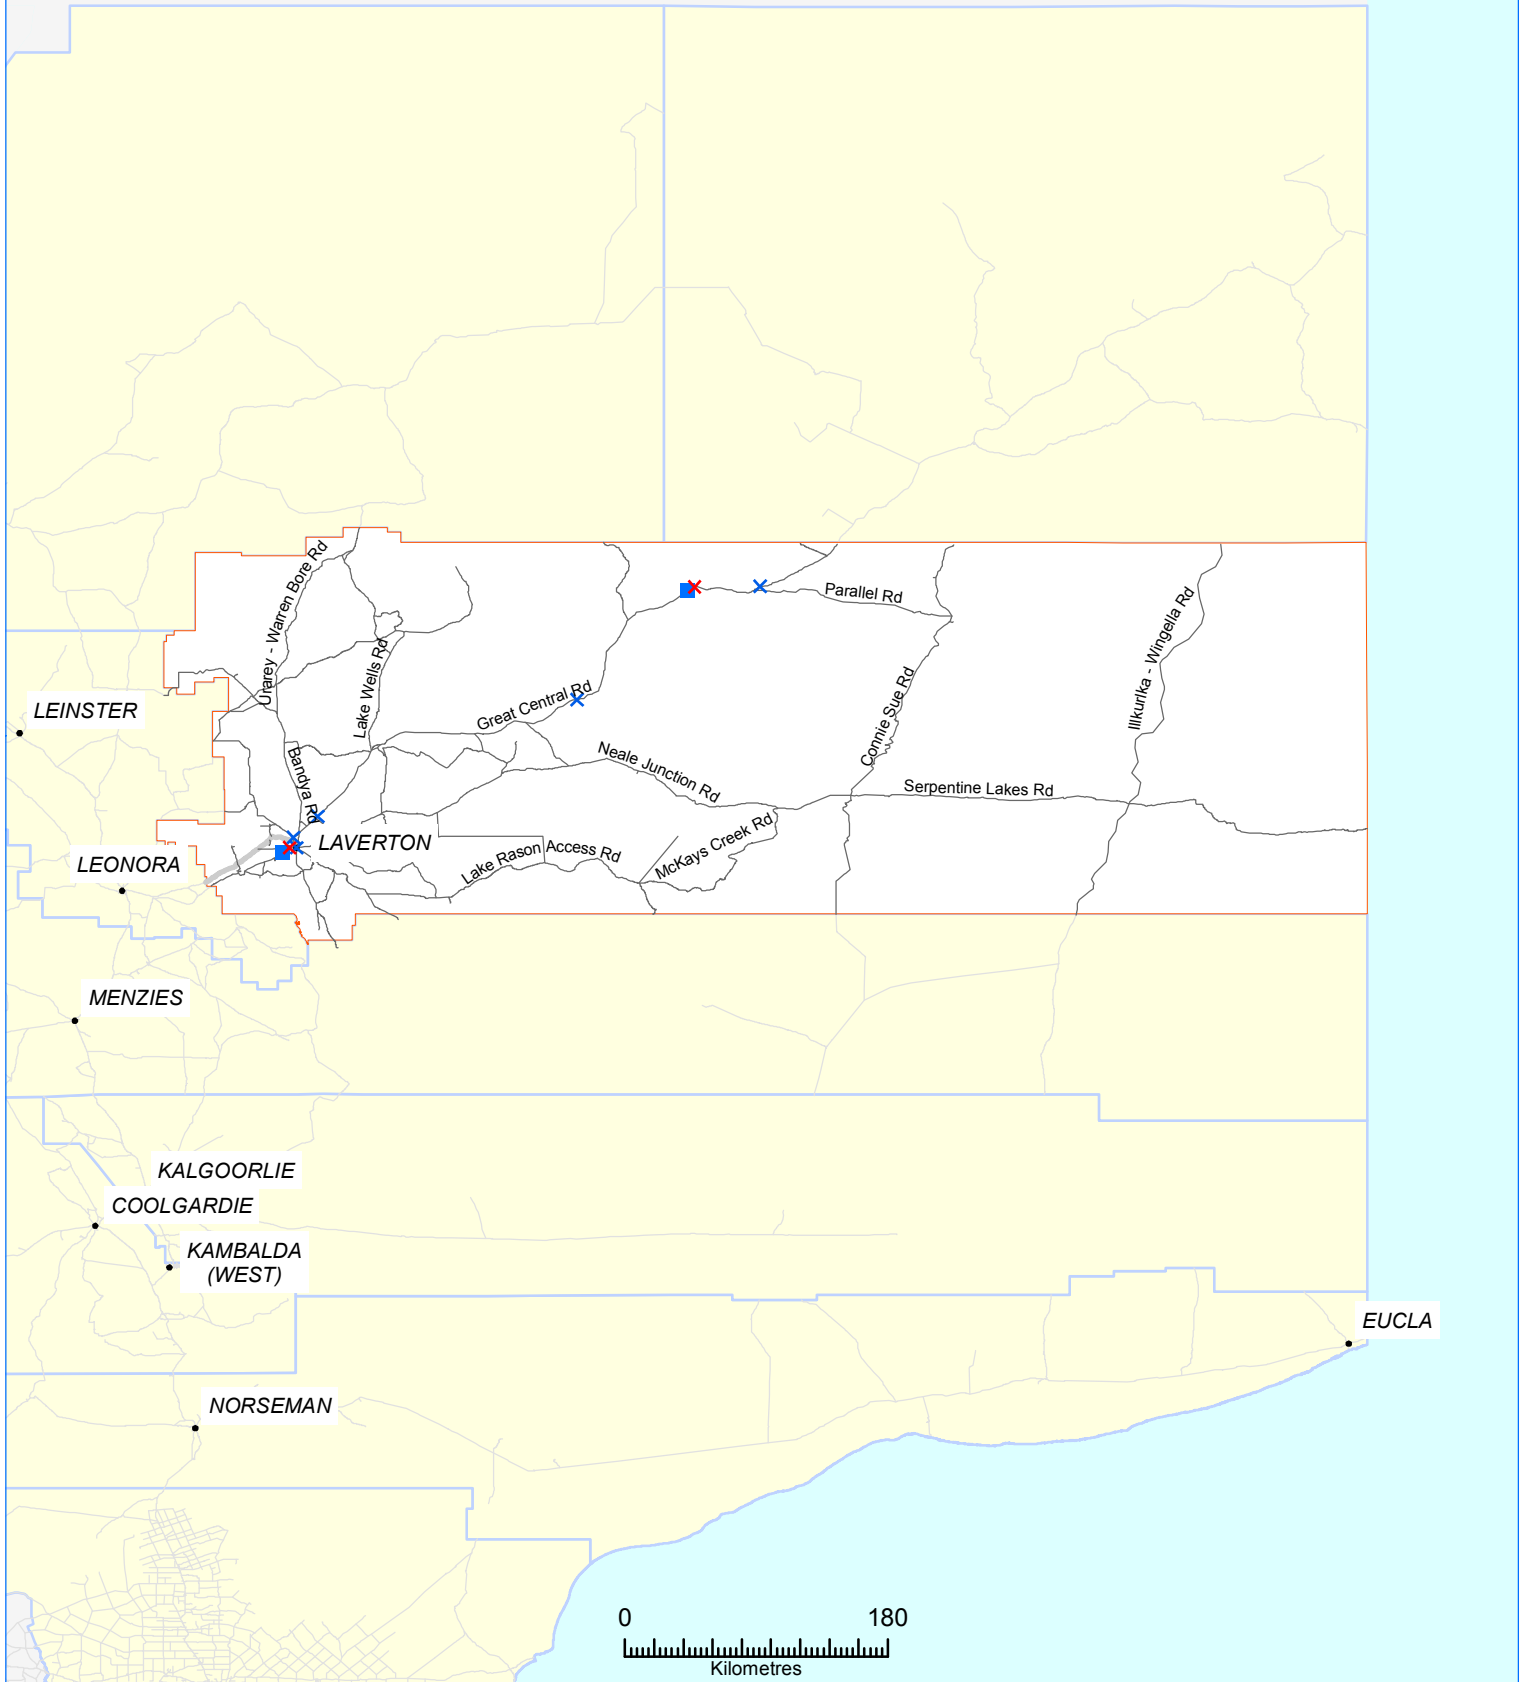 Ularey - Warren Bore Rd
Parallel Rd
Illkurlka - Wingella Rd
Lake Wells Rd
Great Central Rd
Connie Sue Rd
LEINSTER
Bandya Rd
Neale Junction Rd
Serpentine Lakes Rd
LAVERTON
McKays Creek Rd
Lake Rason Access Rd
LEONORA
MENZIES
KALGOORLIE
COOLGARDIE
KAMBALDA
(WEST)
EUCLA
NORSEMAN
0 180
Kilometres